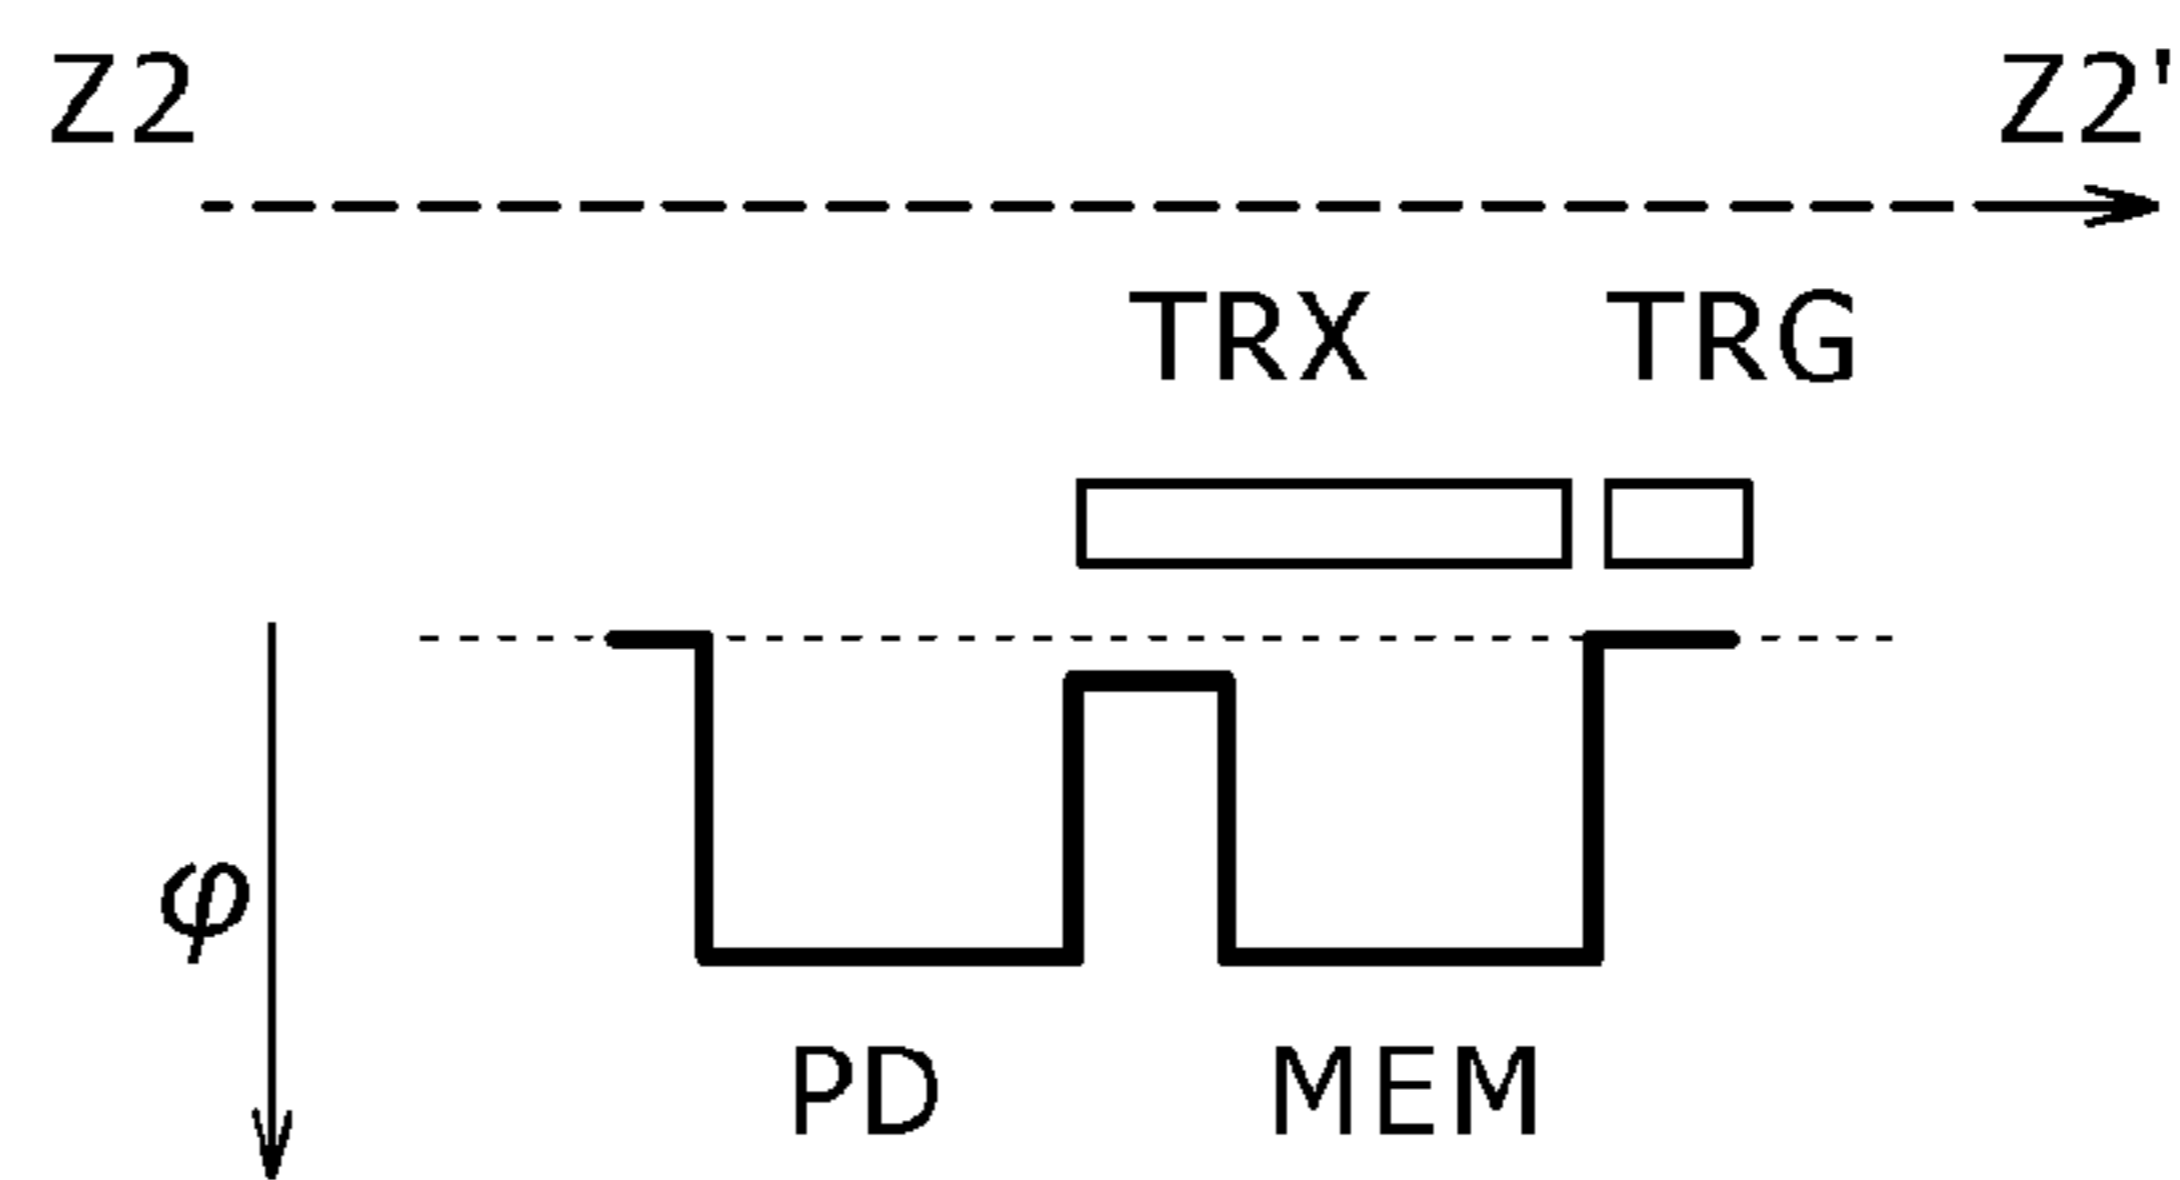 Z2 Z2'
TRX TRG
φ
PD MEM